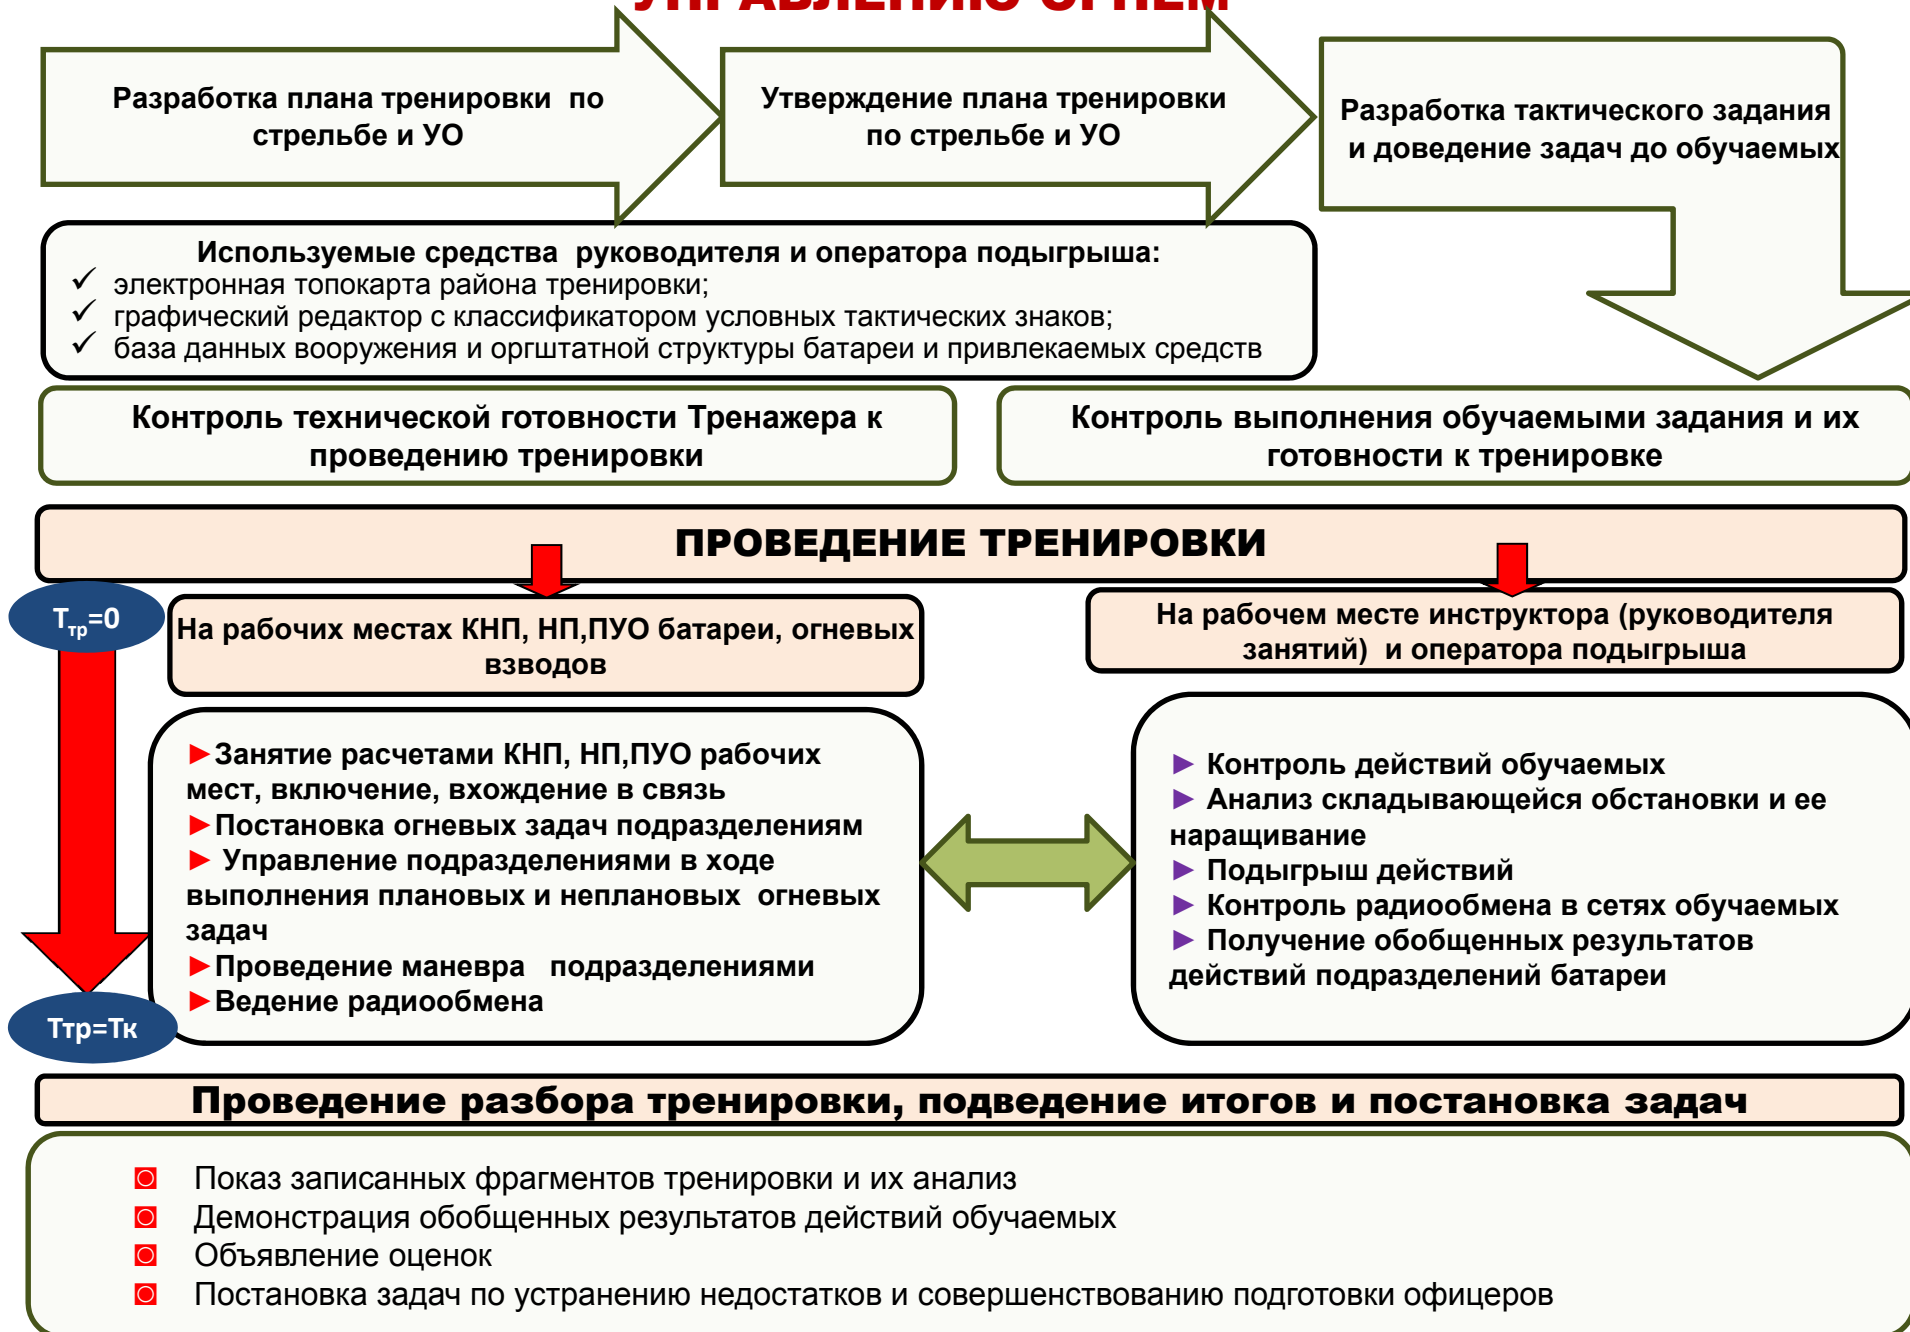 УПРАВЛЕНИЮ ОГНЕМ
Разработка плана тренировки по
стрельбе и УО
Утверждение плана тренировки
по стрельбе и УО
Разработка тактического задания
и доведение задач до обучаемых
Используемые средства руководителя и оператора подыгрыша:
✓ электронная топокарта района тренировки;
✓ графический редактор с классификатором условных тактических знаков;
✓ база данных вооружения и оргштатной структуры батареи и привлекаемых средств
Контроль технической готовности Тренажера к
проведению тренировки
Контроль выполнения обучаемыми задания и их
готовности к тренировке
ПРОВЕДЕНИЕ ТРЕНИРОВКИ
Ттр=0
На рабочих местах КНП, НП,ПУО батареи, огневых
взводов
На рабочем месте инструктора (руководителя
занятий) и оператора подыгрыша
►Занятие расчетами КНП, НП,ПУО рабочих
мест, включение, вхождение в связь
►Постановка огневых задач подразделениям
► Управление подразделениями в ходе
выполнения плановых и неплановых огневых
задач
►Проведение маневра подразделениями
►Ведение радиообмена
► Контроль действий обучаемых
► Анализ складывающейся обстановки и ее
наращивание
► Подыгрыш действий
► Контроль радиообмена в сетях обучаемых
► Получение обобщенных результатов
действий подразделений батареи
Ттр=Тк
Проведение разбора тренировки, подведение итогов и постановка задач
◙ Показ записанных фрагментов тренировки и их анализ
◙ Демонстрация обобщенных результатов действий обучаемых
◙ Объявление оценок
◙ Постановка задач по устранению недостатков и совершенствованию подготовки офицеров